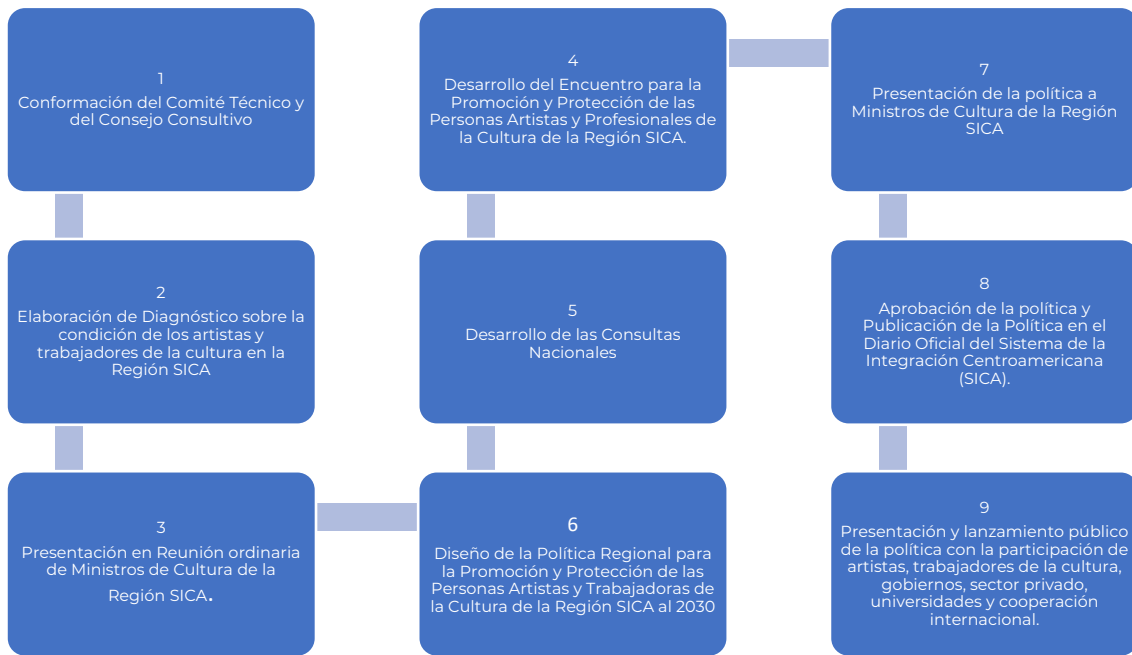 1
Conformación del Comité Técnico y
del Consejo Consultivo
2
Elaboración de Diagnóstico sobre la
condición de los artistas y
trabajadores de la cultura en la
Región SICA
3
Presentación en Reunión ordinaria
de Ministros de Cultura de la
Región SICA.
4
Desarrollo del Encuentro para la
Promoción y Protección de las
Personas Artistas y Profesionales de
la Cultura de la Región SICA.
5
Desarrollo de las Consultas
Nacionales
6
Diseño de la Política Regional para
la Promoción y Protección de las
Personas Artistas y Trabajadoras de
la Cultura de la Región SICA al 2030
7
Presentación de la política a
Ministros de Cultura de la Región
SICA
8
Aprobación de la política y
Publicación de la Política en el
Diario Oficial del Sistema de la
Integración Centroamericana
(SICA).
9
Presentación y lanzamiento público
de la política con la participación de
artistas, trabajadores de la cultura,
gobiernos, sector privado,
universidades y cooperación
internacional.